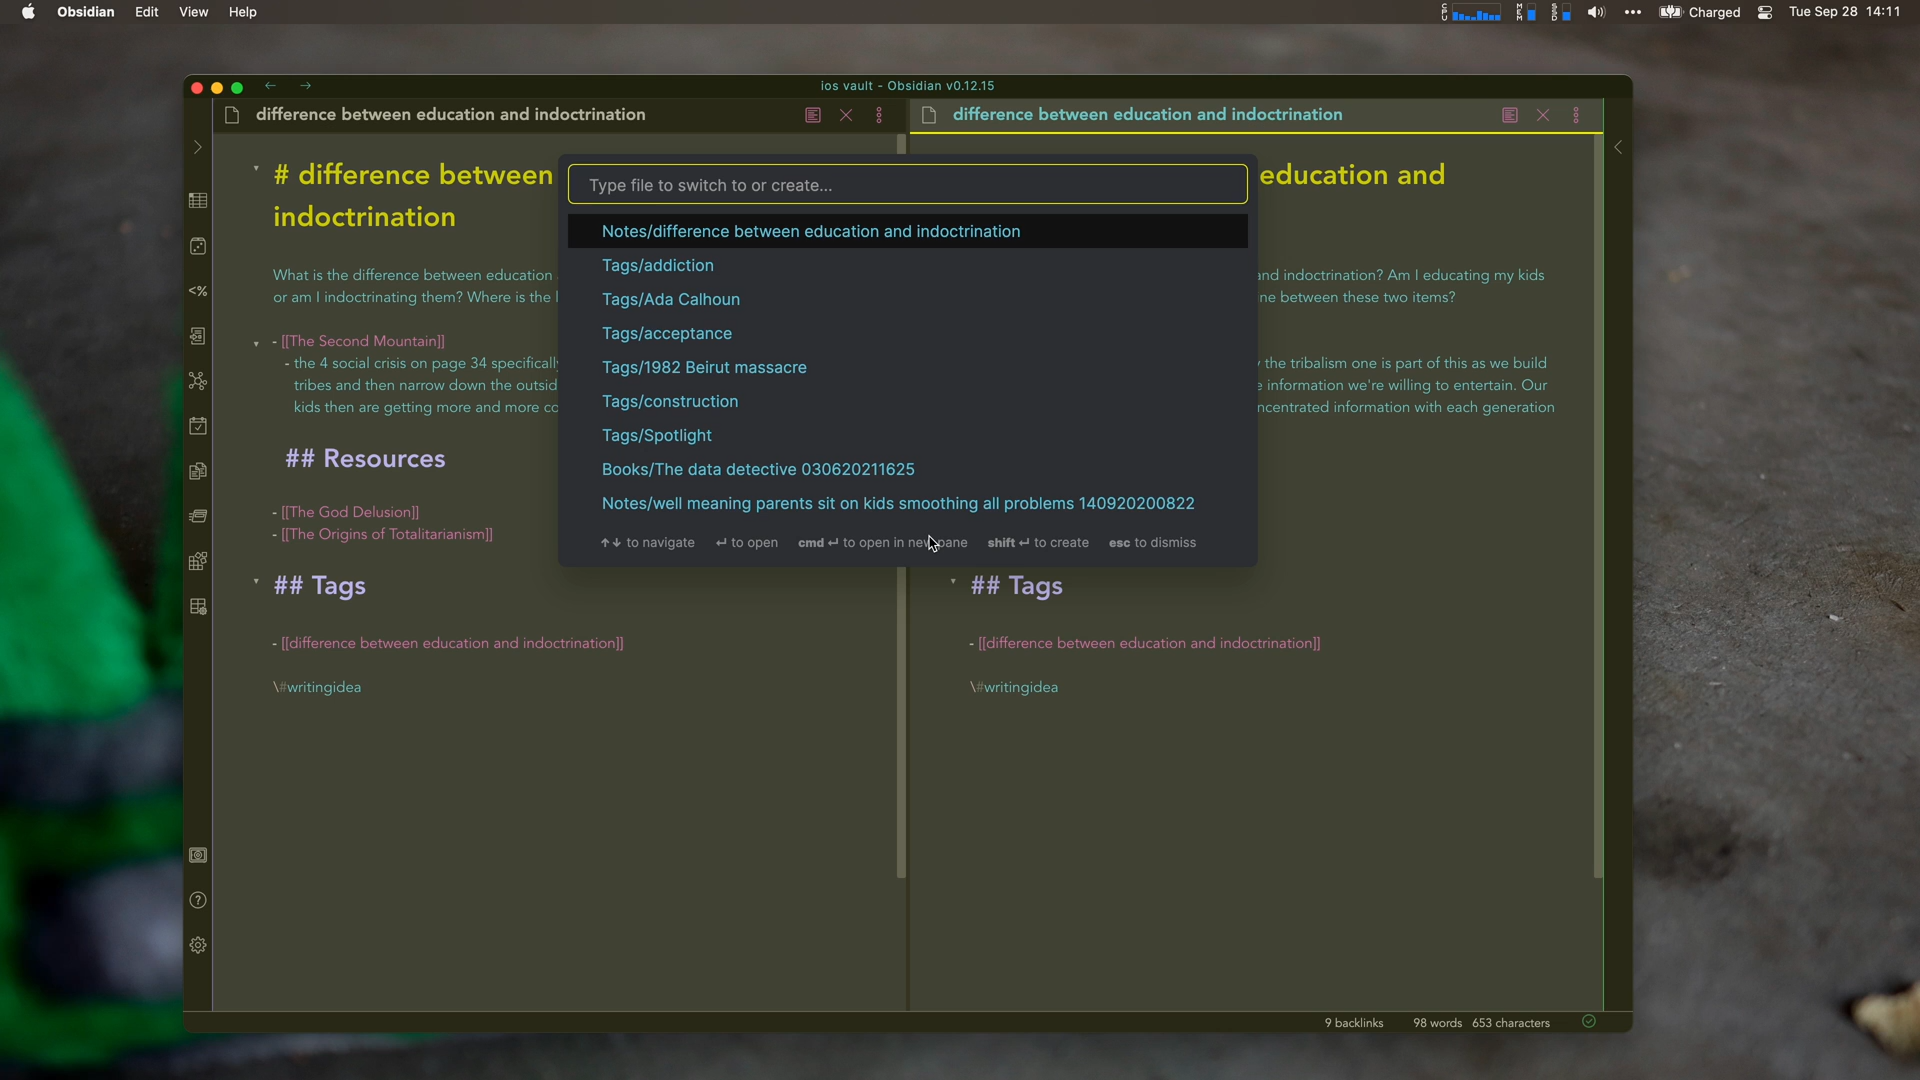 Obsidian Edit View Help
CPU MEM SSD Charged Tue Sep 28 14:11
ios vault - Obsidian v0.12.15
difference between education and indoctrination
# difference between
indoctrination
What is the difference between education
or am I indoctrinating them? Where is the
- [[The Second Mountain]]
- the 4 social crisis on page 34 specifically
tribes and then narrow down the outsid
kids then are getting more and more co
## Resources
- [[The God Delusion]]
- [[The Origins of Totalitarianism]]
## Tags
- [[difference between education and indoctrination]]
\#writingidea
Type file to switch to or create...
Notes/difference between education and indoctrination
Tags/addiction
Tags/Ada Calhoun
Tags/acceptance
Tags/1982 Beirut massacre
Tags/construction
Tags/Spotlight
Books/The data detective 030620211625
Notes/well meaning parents sit on kids smoothing all problems 140920200822
↑↓ to navigate ↵ to open cmd ↵ to open in new pane shift ↵ to create esc to dismiss
difference between education and indoctrination
education and
and indoctrination? Am I educating my kids
ne between these two items?
the tribalism one is part of this as we build
information we're willing to entertain. Our
ncentrated information with each generation
## Tags
- [[difference between education and indoctrination]]
\#writingidea
9 backlinks 98 words 653 characters